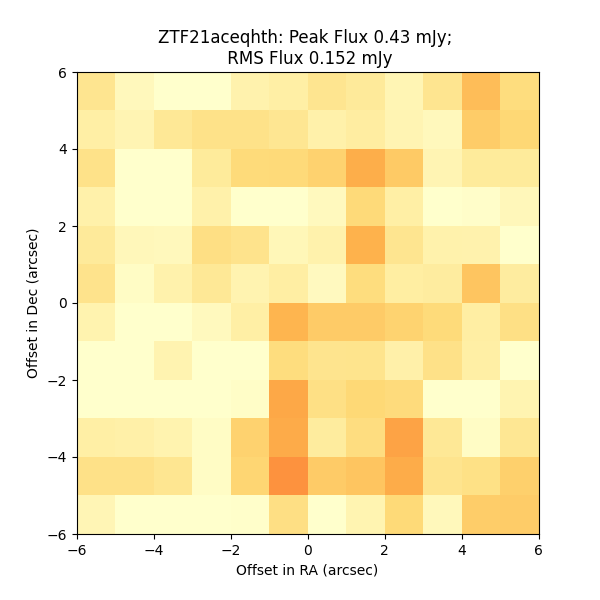 ZTF21aceqhth: Peak Flux 0.43 mJy;
RMS Flux 0.152 mJy
6
4
2
0
−2
−4
−6
Offset in Dec (arcsec)
−6 −4 −2 0 2 4 6
Offset in RA (arcsec)